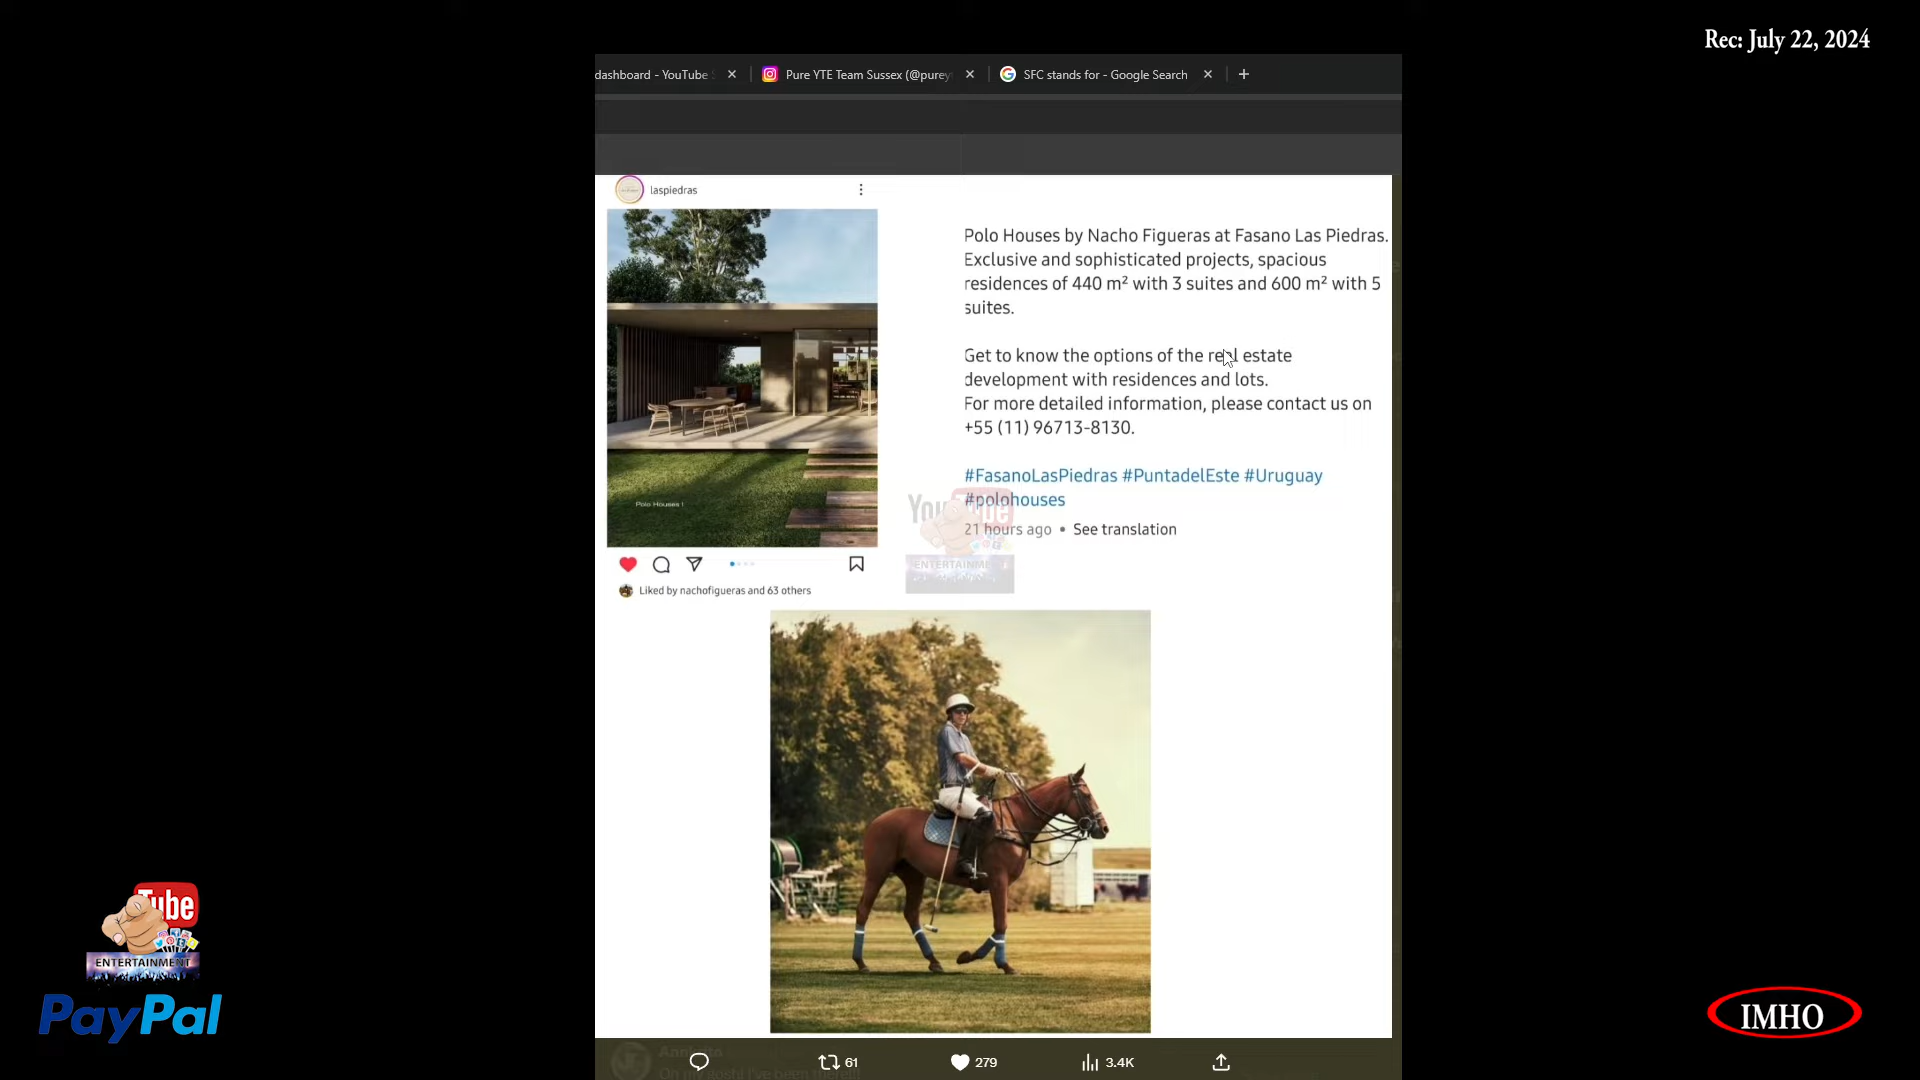 Rec: July 22, 2024
dashboard - YouTube S
Pure YTE Team Sussex (@purey
SFC stands for - Google Search
laspiedras
Polo Houses by Nacho Figueras at Fasano Las Piedras.
Exclusive and sophisticated projects, spacious
residences of 440 m² with 3 suites and 600 m² with 5
suites.
Get to know the options of the real estate
development with residences and lots.
For more detailed information, please contact us on
+55 (11) 96713-8130.
#FasanoLasPiedras #PuntadelEste #Uruguay
#polohouses
21 hours ago • See translation
Polo Houses !
YouTube
ENTERTAINMENT
Liked by nachofigueras and 63 others
Tube
ENTERTAINMENT
PayPal
IMHO
61
279
3.4K